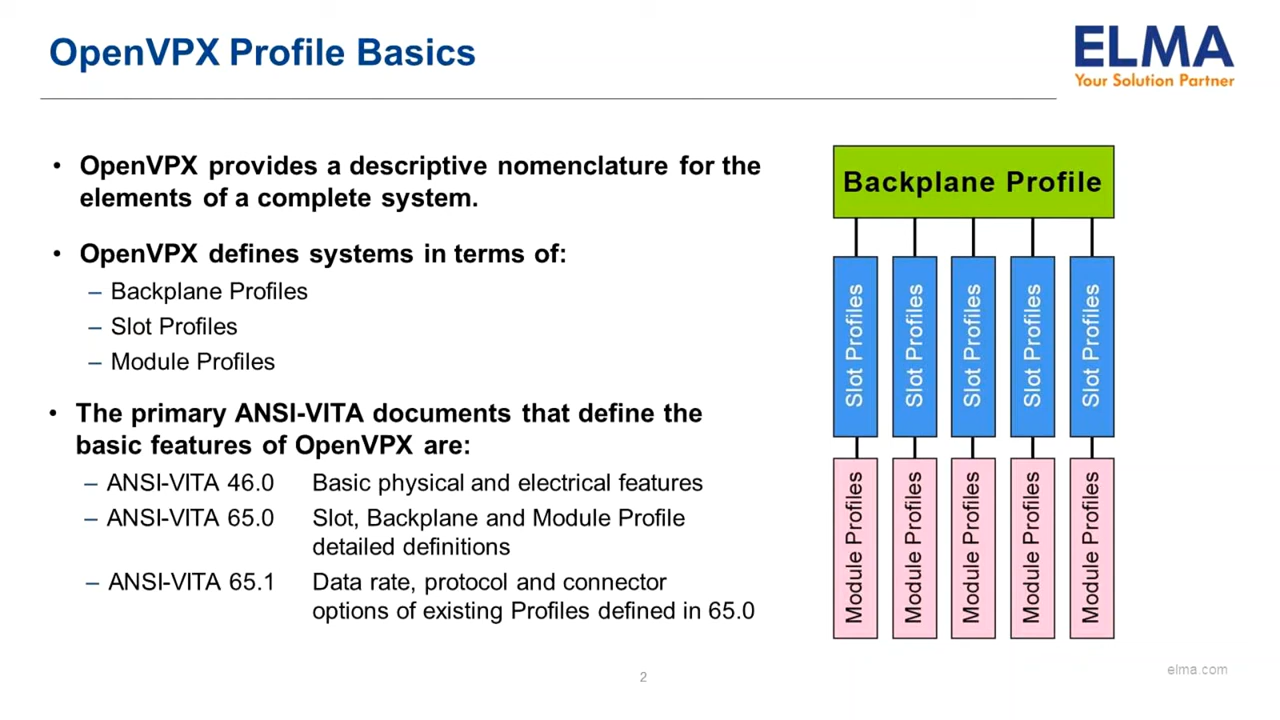 OpenVPX Profile Basics
ELMA
Your Solution Partner
• OpenVPX provides a descriptive nomenclature for the
elements of a complete system.
• OpenVPX defines systems in terms of:
– Backplane Profiles
– Slot Profiles
– Module Profiles
• The primary ANSI-VITA documents that define the
basic features of OpenVPX are:
– ANSI-VITA 46.0 Basic physical and electrical features
– ANSI-VITA 65.0 Slot, Backplane and Module Profile
detailed definitions
– ANSI-VITA 65.1 Data rate, protocol and connector
options of existing Profiles defined in 65.0
Backplane Profile
Slot Profiles
Slot Profiles
Slot Profiles
Slot Profiles
Slot Profiles
Module Profiles
Module Profiles
Module Profiles
Module Profiles
Module Profiles
2
elma.com